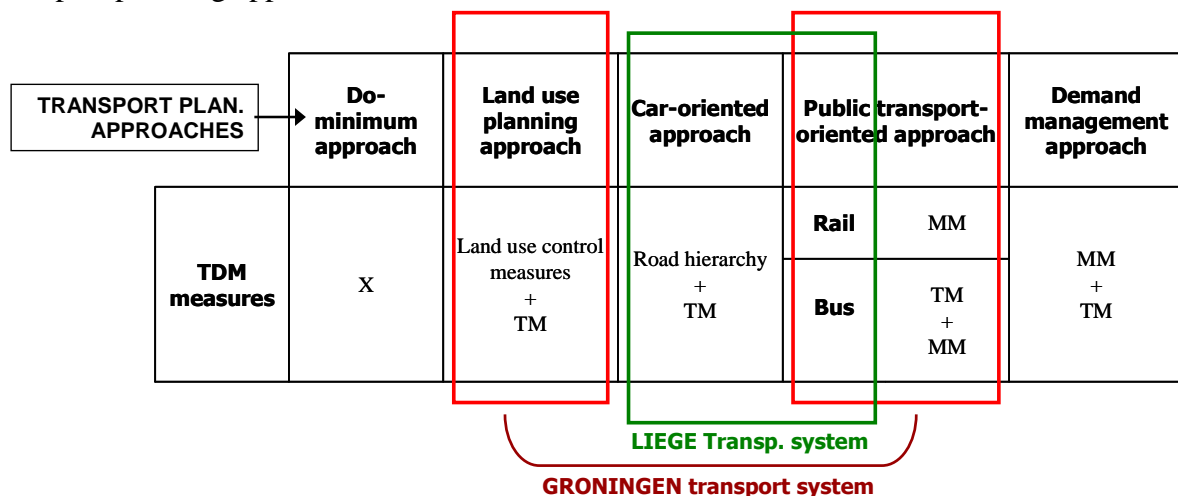 TRANSPORT PLAN.
APPROACHES
Do-
minimum
approach
Land use
planning
approach
Car-oriented
approach
Public transport-
oriented approach
Demand
management
approach
TDM
measures
X
Land use control
measures
+
TM
Road hierarchy
+
TM
Rail
MM
Bus
TM
+
MM
MM
+
TM
LIEGE Transp. system
GRONINGEN transport system